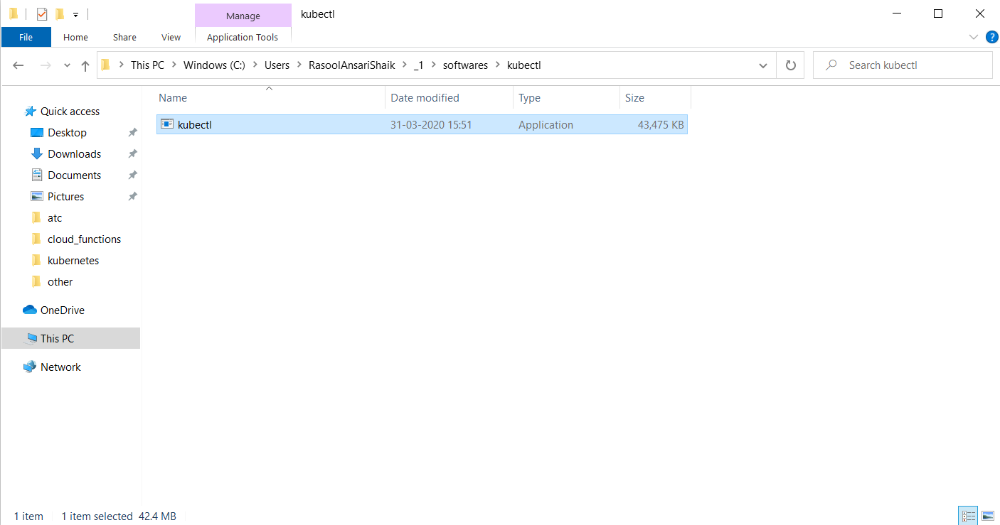 Manage kubectl
File Home Share View Application Tools
This PC Windows (C:) Users RasoolAnsariShaik _1 softwares kubectl Search kubectl
Name Date modified Type Size
kubectl 31-03-2020 15:51 Application 43,475 KB
Quick access
Desktop
Downloads
Documents
Pictures
atc
cloud_functions
kubernetes
other
OneDrive
This PC
Network
1 item 1 item selected 42.4 MB